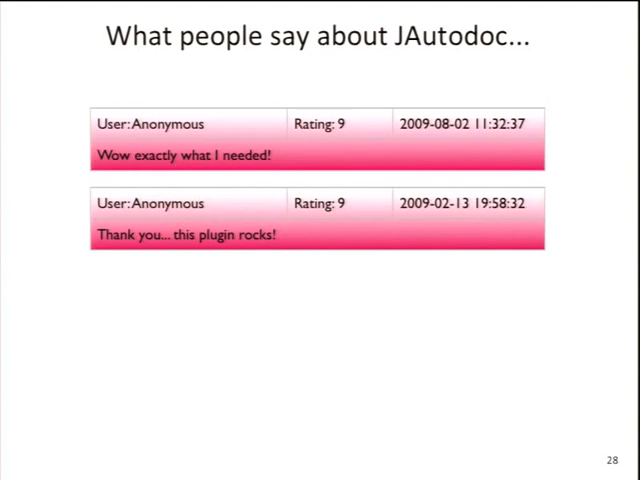 What people say about JAutodoc...
User: Anonymous Rating: 9 2009-08-02 11:32:37
Wow exactly what I needed!
User: Anonymous Rating: 9 2009-02-13 19:58:32
Thank you... this plugin rocks!
28